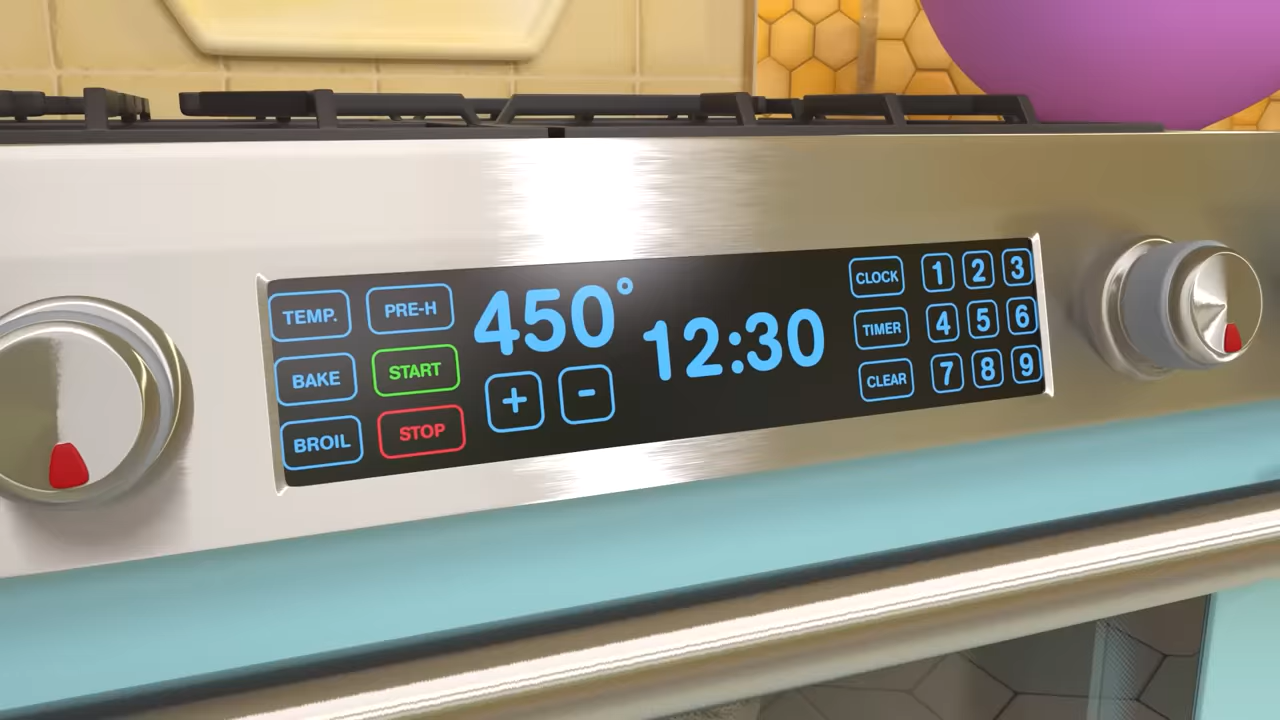 TEMP. PRE-H
BAKE START
BROIL STOP
450°
+ -
12:30
CLOCK 1 2 3
TIMER 4 5 6
CLEAR 7 8 9